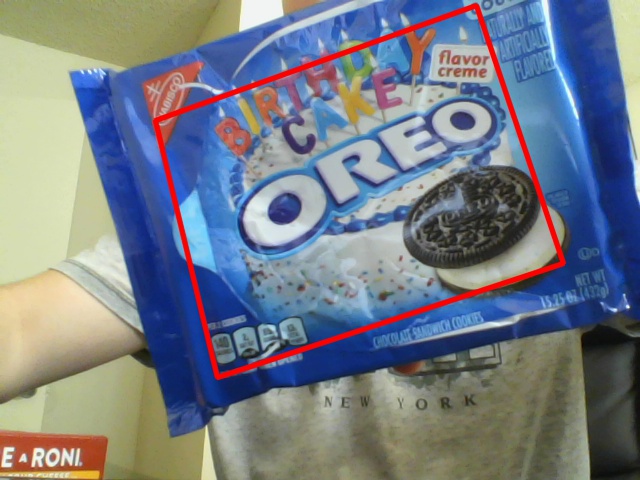 NABISCO
BIRTHDAY
CAKE
flavor
creme
NATURALLY AND
ARTIFICIALLY
FLAVORED
OREO
NET WT
15.25 OZ (432g)
CHOCOLATE SANDWICH COOKIES
NEW YORK
E A RONI.